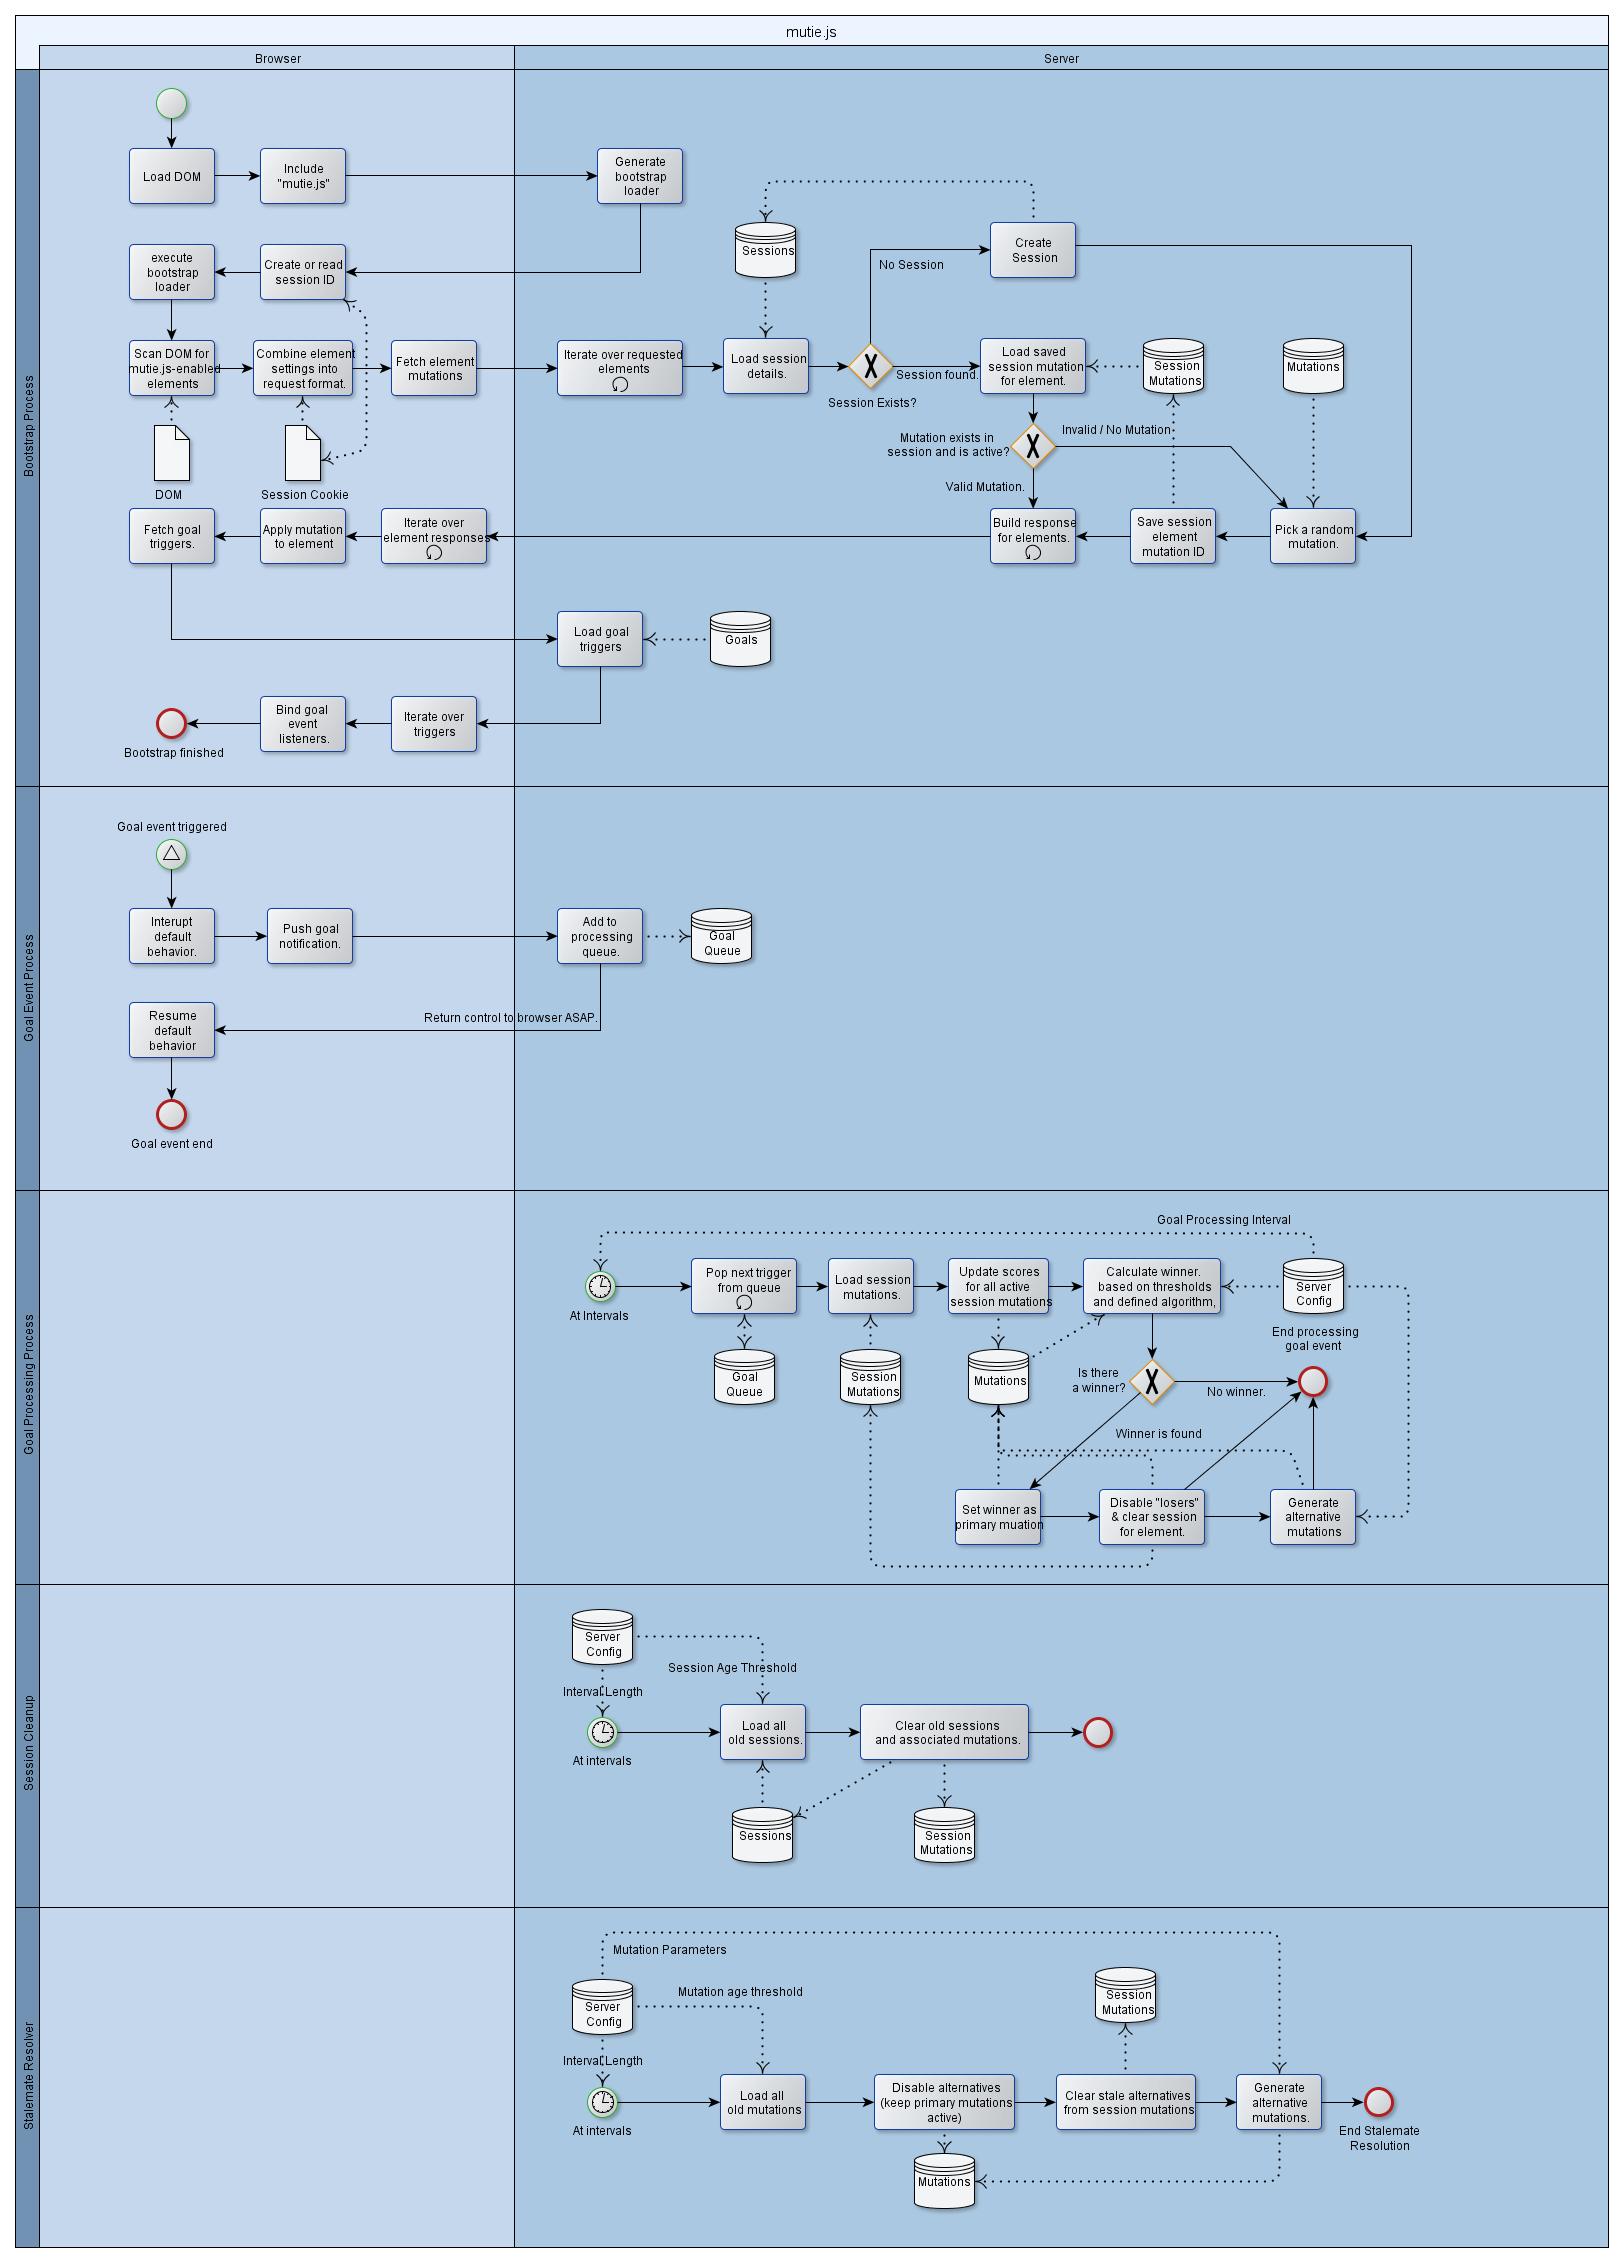 mutie.js
Browser
Server
Bootstrap Process
Load DOM
Include
"mutie.js"
Generate
bootstrap
loader
Sessions
Create
Session
No Session
execute
bootstrap
loader
Create or read
session ID
Scan DOM for
mutie.js-enabled
elements
Combine element
settings into
request format.
Fetch element
mutations
Iterate over requested
elements
Load session
details.
Session Exists?
Session found.
Load saved
session mutation
for element.
Session
Mutations
Mutations
DOM
Session Cookie
Mutation exists in
session and is active?
Invalid / No Mutation
Valid Mutation.
Fetch goal
triggers.
Apply mutation
to element
Iterate over
element responses
Build response
for elements.
Save session
element
mutation ID
Pick a random
mutation.
Load goal
triggers
Goals
Bootstrap finished
Bind goal
event
listeners.
Iterate over
triggers
Goal Event Process
Goal event triggered
Interupt
default
behavior.
Push goal
notification.
Add to
processing
queue.
Goal
Queue
Resume
default
behavior
Return control to browser ASAP.
Goal event end
Goal Processing Process
Goal Processing Interval
At Intervals
Pop next trigger
from queue
Load session
mutations.
Update scores
for all active
session mutations
Calculate winner.
based on thresholds
and defined algorithm,
Server
Config
End processing
goal event
Goal
Queue
Session
Mutations
Mutations
Is there
a winner?
No winner.
Winner is found
Set winner as
primary muation
Disable "losers"
& clear session
for element.
Generate
alternative
mutations
Session Cleanup
Server
Config
Session Age Threshold
Interval Length
At intervals
Load all
old sessions.
Clear old sessions
and associated mutations.
Sessions
Session
Mutations
Stalemate Resolver
Mutation Parameters
Server
Config
Mutation age threshold
Session
Mutations
Interval Length
At intervals
Load all
old mutations
Disable alternatives
(keep primary mutations
active)
Clear stale alternatives
from session mutations
Generate
alternative
mutations.
End Stalemate
Resolution
Mutations